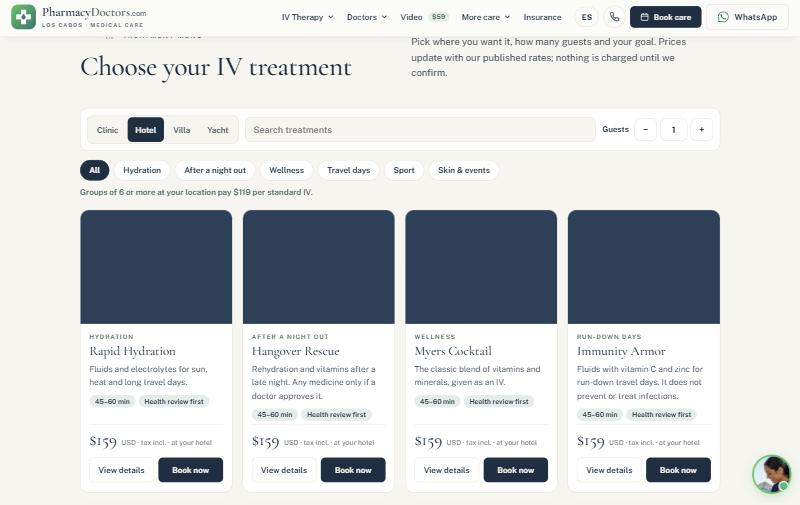 PharmacyDoctors.com
LOS CABOS · MEDICAL CARE
IV Therapy
Doctors
Video $59
More care
Insurance
ES
Book care
WhatsApp
Pick where you want it, how many guests and your goal. Prices
update with our published rates; nothing is charged until we
confirm.
Choose your IV treatment
Clinic
Hotel
Villa
Yacht
Search treatments
Guests
−
1
+
All
Hydration
After a night out
Wellness
Travel days
Sport
Skin & events
Groups of 6 or more at your location pay $119 per standard IV.
HYDRATION
Rapid Hydration
Fluids and electrolytes for sun,
heat and long travel days.
45–60 min
Health review first
$159 USD · tax incl. · at your hotel
View details
Book now
AFTER A NIGHT OUT
Hangover Rescue
Rehydration and vitamins after a
late night. Any medicine only if a
doctor approves it.
45–60 min
Health review first
$159 USD · tax incl. · at your hotel
View details
Book now
WELLNESS
Myers Cocktail
The classic blend of vitamins and
minerals, given as an IV.
45–60 min
Health review first
$159 USD · tax incl. · at your hotel
View details
Book now
RUN-DOWN DAYS
Immunity Armor
Fluids with vitamin C and zinc for
run-down travel days. It does not
prevent or treat infections.
45–60 min
Health review first
$159 USD · tax incl. · at your hotel
View details
Book now